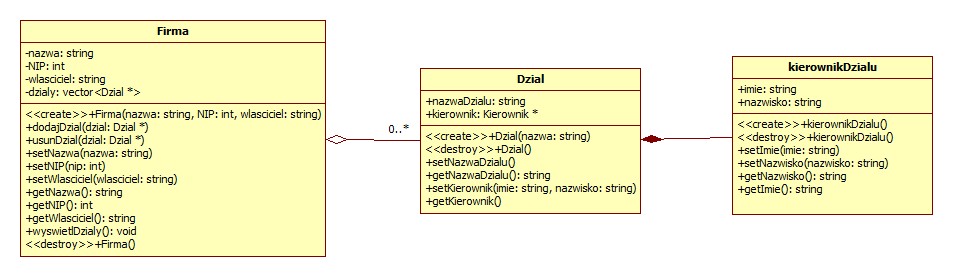 Firma
-nazwa: string
-NIP: int
-wlasciciel: string
-dzialy: vector<Dzial *>
<<create>>+Firma(nazwa: string, NIP: int, wlasciciel: string)
+dodajDzial(dzial: Dzial *)
+usunDzial(dzial: Dzial *)
+setNazwa(nazwa: string)
+setNIP(nip: int)
+setWlasciciel(wlasciciel: string)
+getNazwa(): string
+getNIP(): int
+getWlasciciel(): string
+wyswietlDzialy(): void
<<destroy>>+Firma()
0..*
Dzial
+nazwaDzialu: string
+kierownik: Kierownik *
<<create>>+Dzial(nazwa: string)
<<destroy>>+Dzial()
+setNazwaDzialu()
+getNazwaDzialu(): string
+setKierownik(imie: string, nazwisko: string)
+getKierownik()
kierownikDzialu
+imie: string
+nazwisko: string
<<create>>+kierownikDzialu()
<<destroy>>+kierownikDzialu()
+setImie(imie: string)
+setNazwisko(nazwisko: string)
+getNazwisko(): string
+getImie(): string